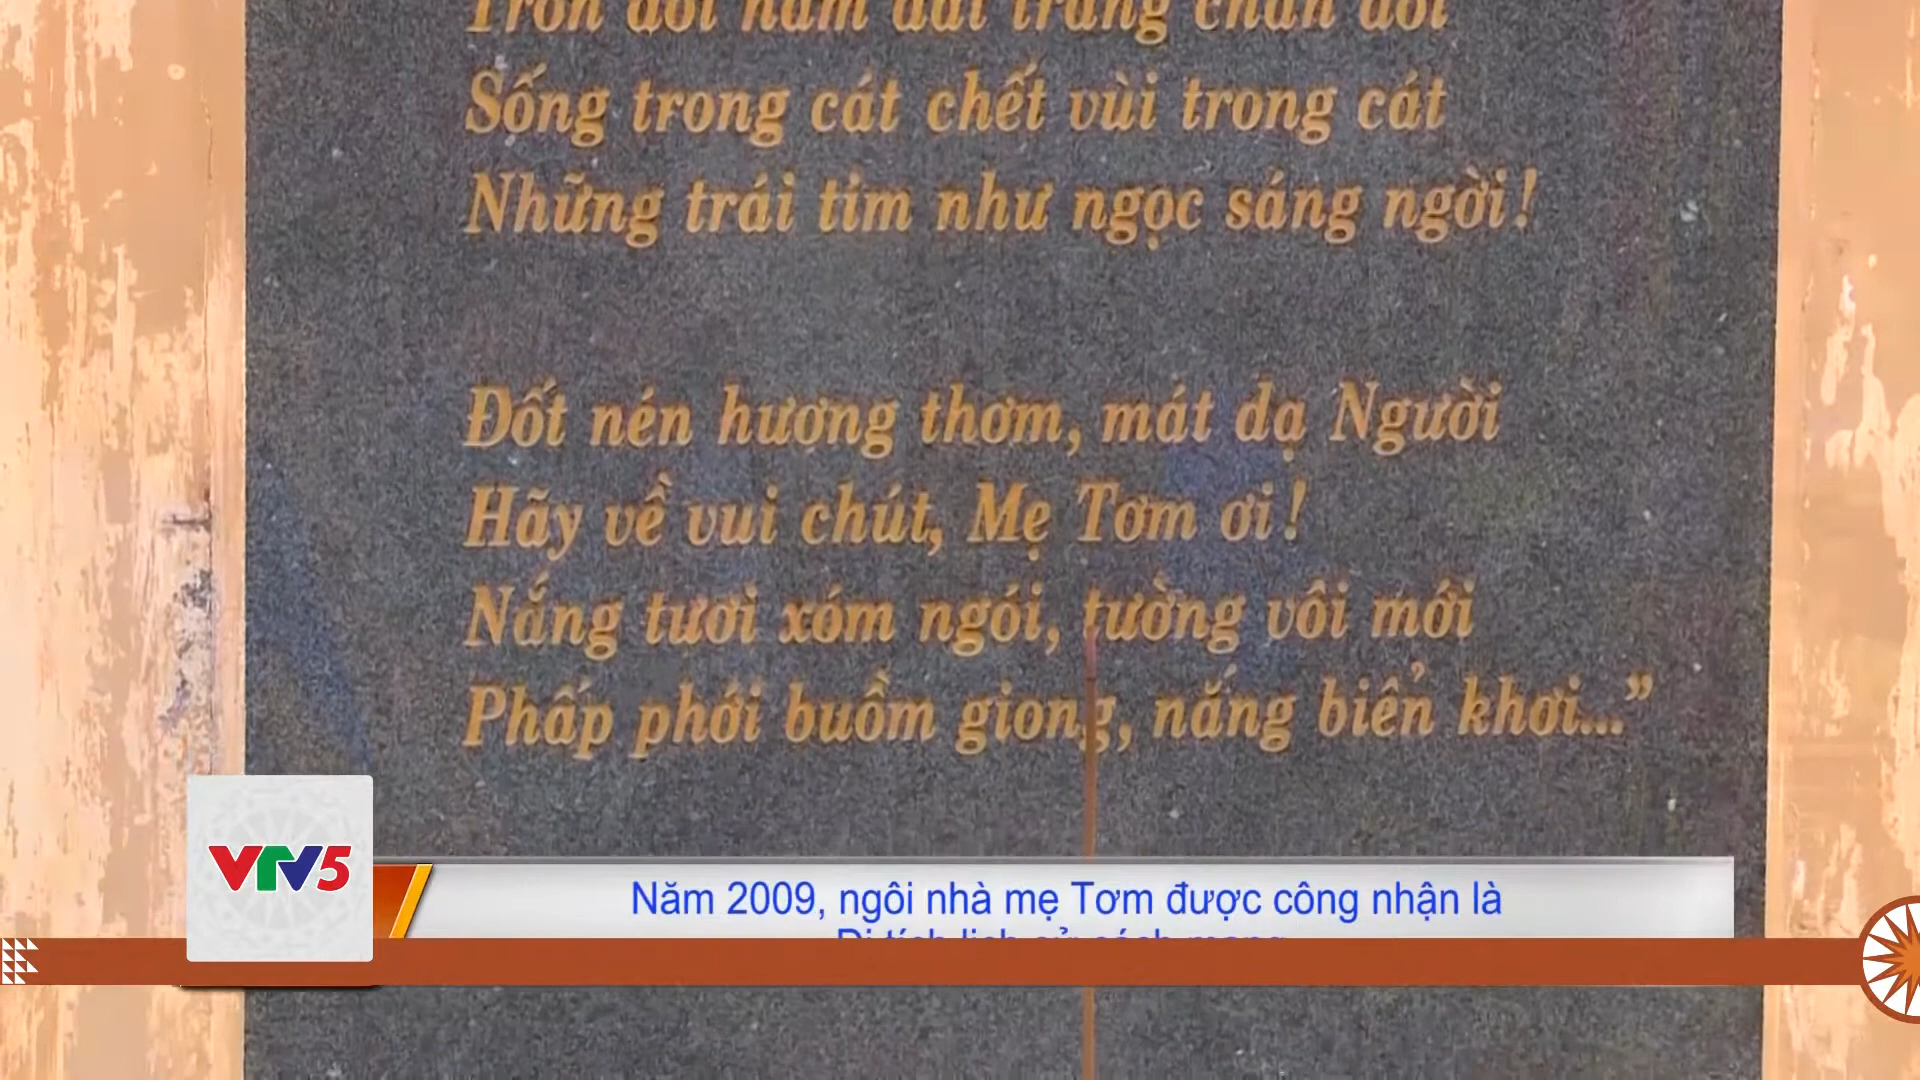 Sống trong cát chết vùi trong cát
Những trái tim như ngọc sáng ngời!
Đốt nén hương thơm, mát dạ Người
Hãy về vui chút, Mẹ Tơm ơi!
Nắng tươi xóm ngói, tường vôi mới
Phấp phới buồm giong, nắng biển khơi...”
VTV5
Năm 2009, ngôi nhà mẹ Tơm được công nhận là